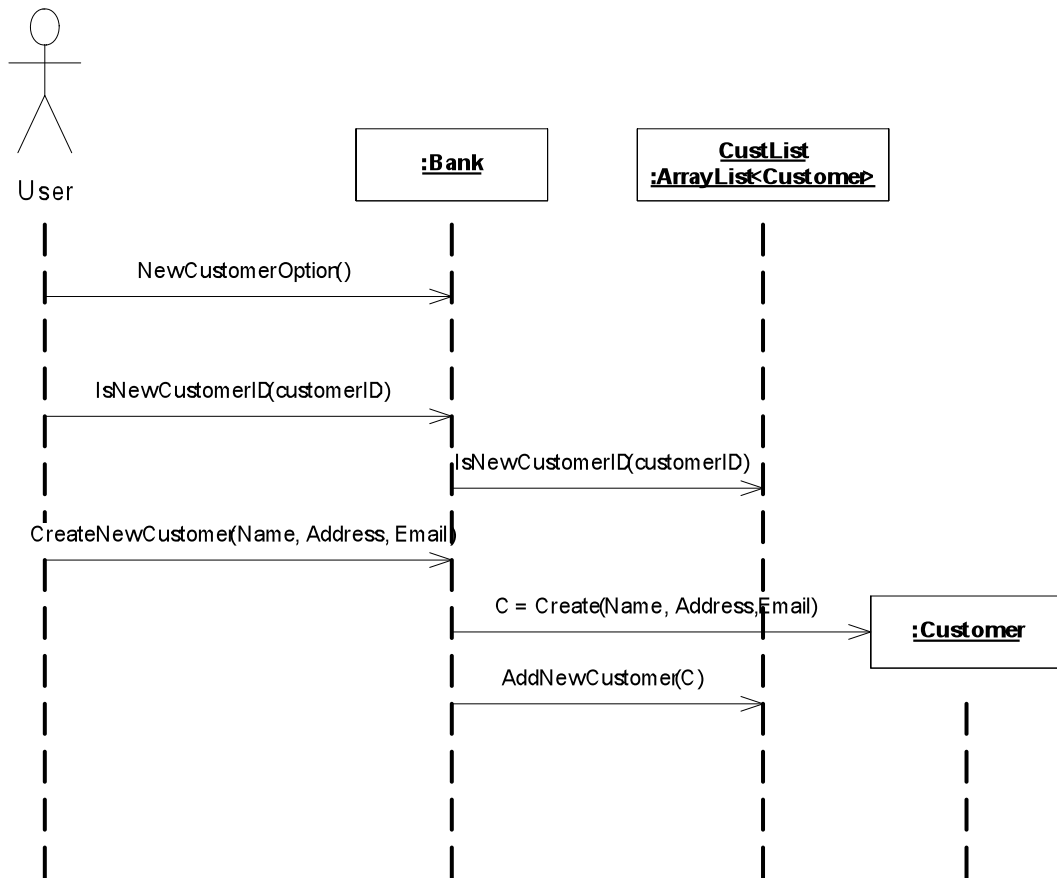 User
:Bank
CustList
:ArrayList<Customer>
NewCustomerOption()
IsNewCustomerID(customerID)
IsNewCustomerID(customerID)
CreateNewCustomer(Name, Address, Email)
C = Create(Name, Address,Email)
:Customer
AddNewCustomer(C)